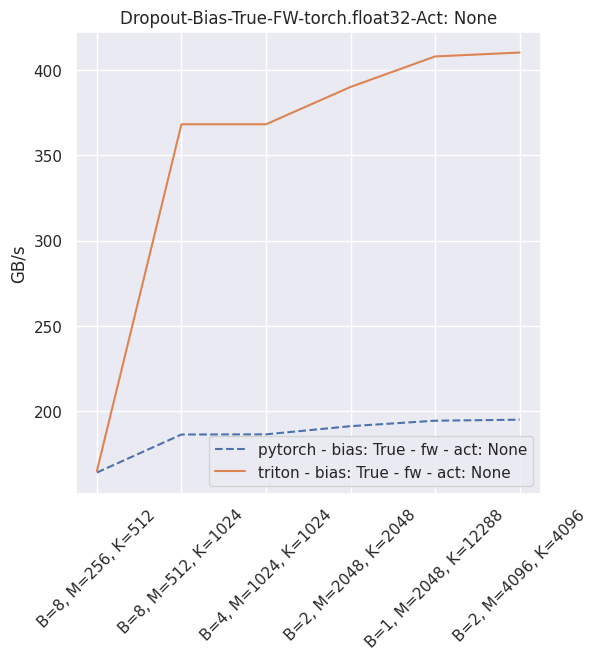 Dropout-Bias-True-FW-torch.float32-Act: None
GB/s
400
350
300
250
200
pytorch - bias: True - fw - act: None
triton - bias: True - fw - act: None
B=8, M=256, K=512
B=8, M=512, K=1024
B=4, M=1024, K=1024
B=2, M=2048, K=2048
B=1, M=2048, K=12288
B=2, M=4096, K=4096